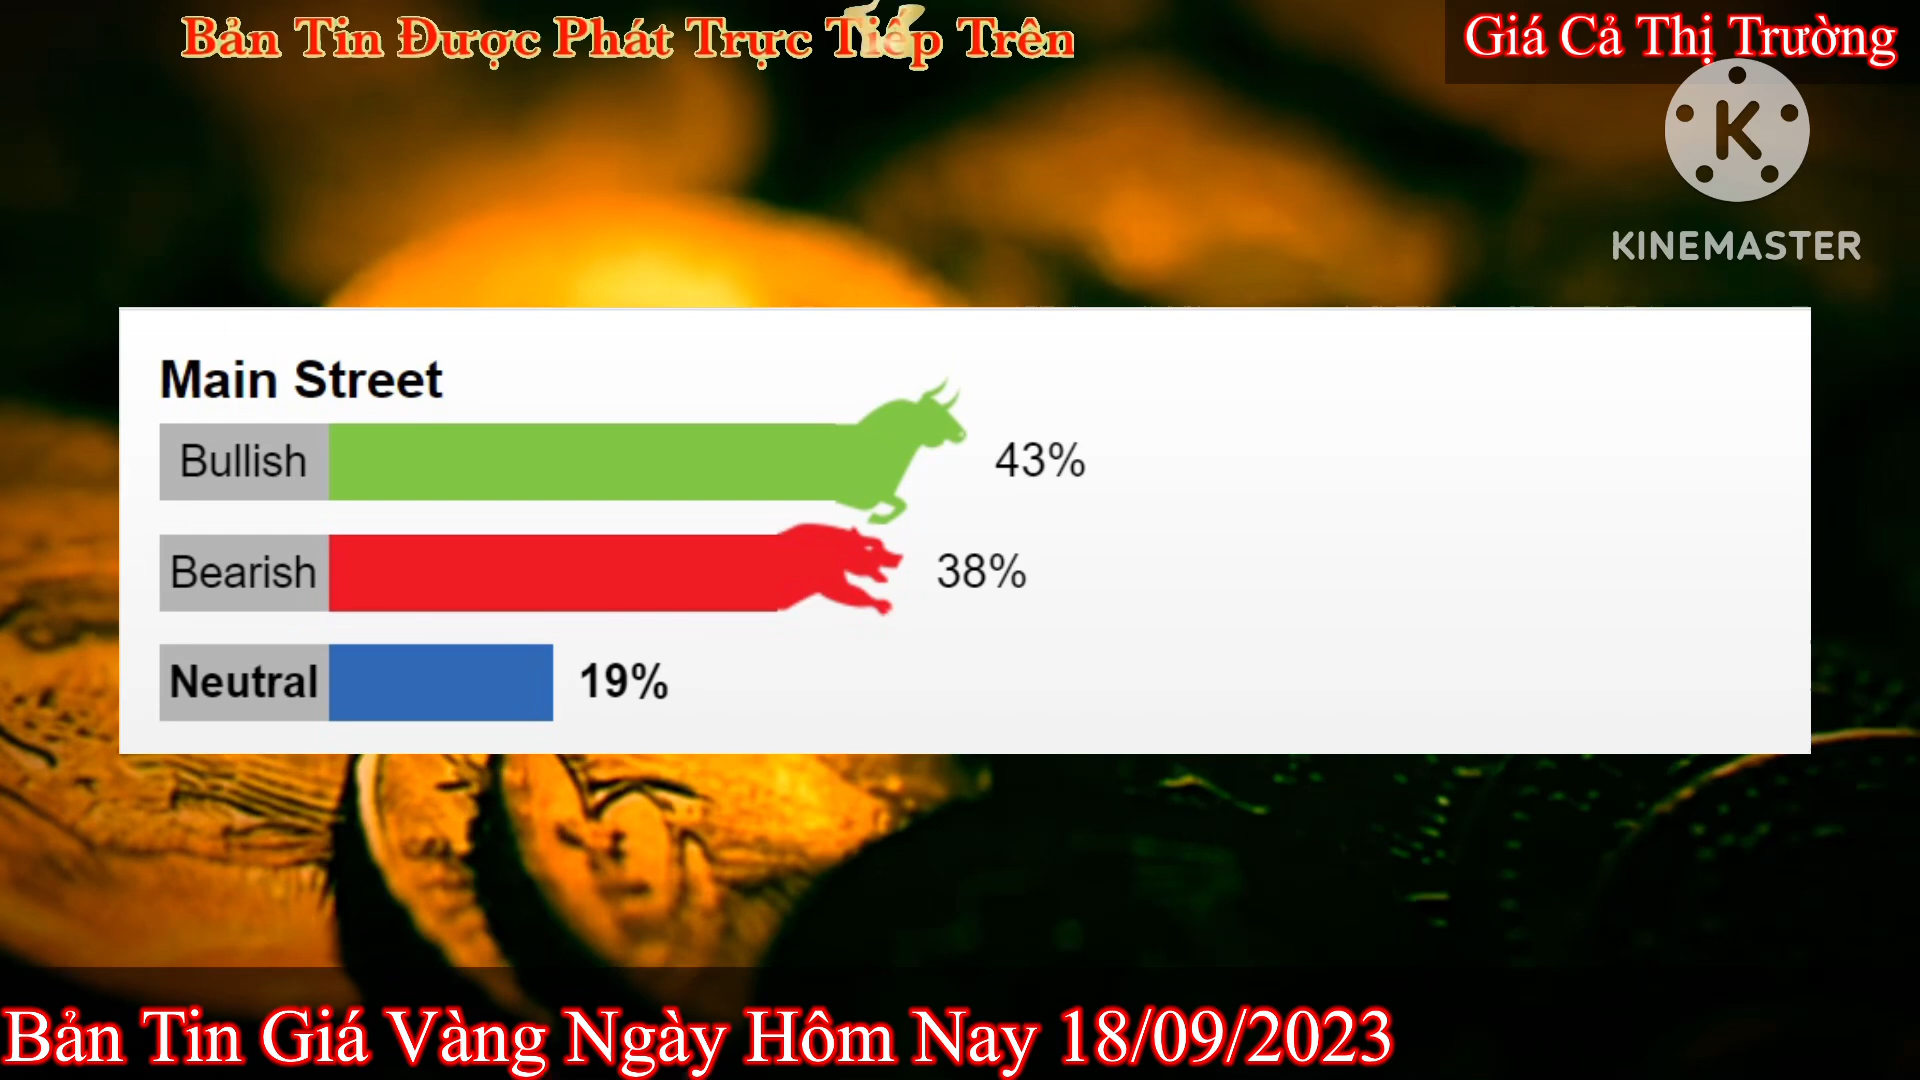 Bản Tin Được Phát Trực Tiếp Trên
Giá Cả Thị Trường
K
KINEMASTER
Main Street
Bullish 43%
Bearish 38%
Neutral 19%
Bản Tin Giá Vàng Ngày Hôm Nay 18/09/2023